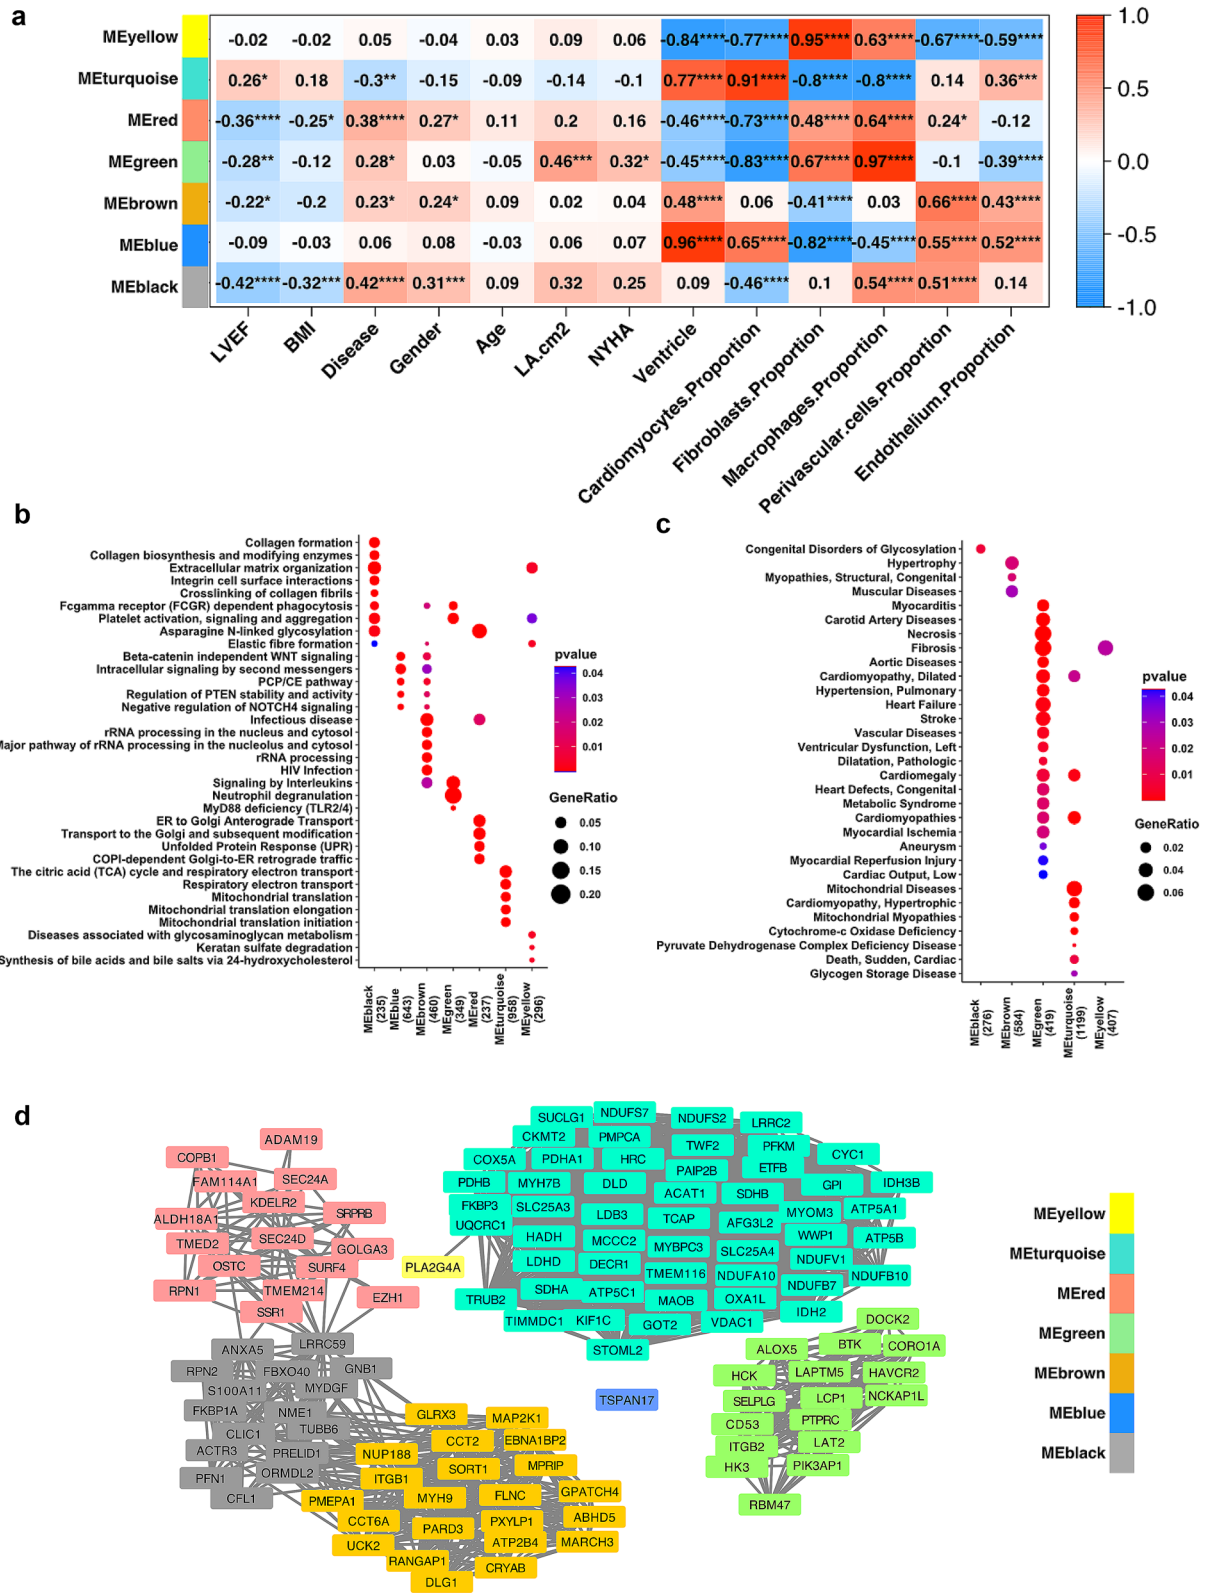 a
MEyellow -0.02 -0.02 0.05 -0.04 0.03 0.09 0.06 -0.84**** -0.77**** 0.95**** 0.63**** -0.67**** -0.59****
MEturquoise 0.26* 0.18 -0.3** -0.15 -0.09 -0.14 -0.1 0.77**** 0.91**** -0.8**** -0.8**** 0.14 0.36***
MEred -0.36**** -0.25* 0.38**** 0.27* 0.11 0.2 0.16 -0.46**** -0.73**** 0.48**** 0.64**** 0.24* -0.12
MEgreen -0.28** -0.12 0.28* 0.03 -0.05 0.46*** 0.32* -0.45**** -0.83**** 0.67**** 0.97**** -0.1 -0.39****
MEbrown -0.22* -0.2 0.23* 0.24* 0.09 0.02 0.04 0.48**** 0.06 -0.41**** 0.03 0.66**** 0.43****
MEblue -0.09 -0.03 0.06 0.08 -0.03 0.06 0.07 0.96**** 0.65**** -0.82**** -0.45**** 0.55**** 0.52****
MEblack -0.42**** -0.32*** 0.42**** 0.31*** 0.09 0.32 0.25 0.09 -0.46**** 0.1 0.54**** 0.51**** 0.14
1.0
0.5
0.0
-0.5
-1.0
LVEF
BMI
Disease
Gender
Age
LA.cm2
NYHA
Ventricle
Cardiomyocytes.Proportion
Fibroblasts.Proportion
Macrophages.Proportion
Perivascular.cells.Proportion
Endothelium.Proportion
b
Collagen formation
Collagen biosynthesis and modifying enzymes
Extracellular matrix organization
Integrin cell surface interactions
Crosslinking of collagen fibrils
Fcgamma receptor (FCGR) dependent phagocytosis
Platelet activation, signaling and aggregation
Asparagine N-linked glycosylation
Elastic fibre formation
Beta-catenin independent WNT signaling
Intracellular signaling by second messengers
PCP/CE pathway
Regulation of PTEN stability and activity
Negative regulation of NOTCH4 signaling
Infectious disease
rRNA processing in the nucleus and cytosol
Major pathway of rRNA processing in the nucleolus and cytosol
rRNA processing
HIV Infection
Signaling by Interleukins
Neutrophil degranulation
MyD88 deficiency (TLR2/4)
ER to Golgi Anterograde Transport
Transport to the Golgi and subsequent modification
Unfolded Protein Response (UPR)
COPI-dependent Golgi-to-ER retrograde traffic
The citric acid (TCA) cycle and respiratory electron transport
Respiratory electron transport
Mitochondrial translation
Mitochondrial translation elongation
Mitochondrial translation initiation
Diseases associated with glycosaminoglycan metabolism
Keratan sulfate degradation
Synthesis of bile acids and bile salts via 24-hydroxycholesterol
MEblack (235)
MEblue (643)
MEbrown (460)
MEgreen (349)
MEred (237)
MEturquoise (958)
MEyellow (296)
pvalue
0.04
0.03
0.02
0.01
GeneRatio
0.05
0.10
0.15
0.20
c
Congenital Disorders of Glycosylation
Hypertrophy
Myopathies, Structural, Congenital
Muscular Diseases
Myocarditis
Carotid Artery Diseases
Necrosis
Fibrosis
Aortic Diseases
Cardiomyopathy, Dilated
Hypertension, Pulmonary
Heart Failure
Stroke
Vascular Diseases
Ventricular Dysfunction, Left
Dilatation, Pathologic
Cardiomegaly
Heart Defects, Congenital
Metabolic Syndrome
Cardiomyopathies
Myocardial Ischemia
Aneurysm
Myocardial Reperfusion Injury
Cardiac Output, Low
Mitochondrial Diseases
Cardiomyopathy, Hypertrophic
Mitochondrial Myopathies
Cytochrome-c Oxidase Deficiency
Pyruvate Dehydrogenase Complex Deficiency Disease
Death, Sudden, Cardiac
Glycogen Storage Disease
MEblack (276)
MEbrown (584)
MEgreen (419)
MEturquoise (1199)
MEyellow (407)
pvalue
0.04
0.03
0.02
0.01
GeneRatio
0.02
0.04
0.06
d
ADAM19
COPB1
FAM114A1
SEC24A
KDELR2
SRPRB
ALDH18A1
TMED2
SEC24D
GOLGA3
OSTC
SURF4
RPN1
TMEM214
EZH1
SSR1
PLA2G4A
SUCLG1
NDUFS7
NDUFS2
LRRC2
CKMT2
PMPCA
TWF2
PFKM
CYC1
COX5A
PDHA1
HRC
PAIP2B
ETFB
PDHB
MYH7B
DLD
ACAT1
SDHB
GPI
IDH3B
FKBP3
SLC25A3
LDB3
TCAP
AFG3L2
MYOM3
ATP5A1
UQCRC1
HADH
MCCC2
MYBPC3
SLC25A4
WWP1
ATP5B
LDHD
DECR1
TMEM116
NDUFA10
NDUFV1
NDUFB7
NDUFB10
TRUB2
SDHA
ATP5C1
MAOB
OXA1L
IDH2
TIMMDC1
KIF1C
GOT2
VDAC1
STOML2
TSPAN17
DOCK2
ALOX5
BTK
CORO1A
HCK
LAPTM5
HAVCR2
SELPLG
LCP1
NCKAP1L
CD53
PTPRC
ITGB2
LAT2
HK3
PIK3AP1
RBM47
ANXA5
LRRC59
RPN2
FBXO40
GNB1
S100A11
MYDGF
FKBP1A
NME1
CLIC1
TUBB6
ACTR3
PRELID1
PFN1
ORMDL2
CFL1
GLRX3
MAP2K1
CCT2
EBNA1BP2
NUP188
SORT1
MPRIP
ITGB1
PMEPA1
MYH9
FLNC
GPATCH4
CCT6A
PARD3
PXYLP1
ABHD5
UCK2
ATP2B4
MARCH3
RANGAP1
CRYAB
DLG1
MEyellow
MEturquoise
MEred
MEgreen
MEbrown
MEblue
MEblack